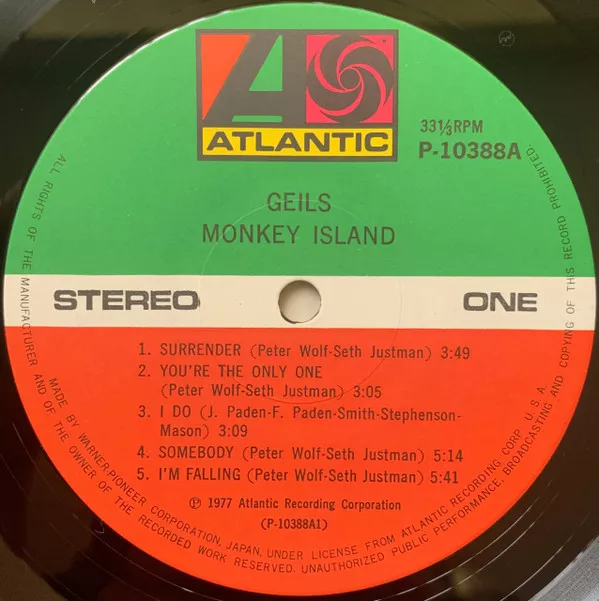 ATLANTIC
33⅓RPM
P-10388A
GEILS
MONKEY ISLAND
STEREO
ONE
1. SURRENDER (Peter Wolf-Seth Justman) 3:49
2. YOU'RE THE ONLY ONE
(Peter Wolf-Seth Justman) 3:05
3. I DO (J. Paden-F. Paden-Smith-Stephenson-
Mason) 3:09
4. SOMEBODY (Peter Wolf-Seth Justman) 5:14
5. I'M FALLING (Peter Wolf-Seth Justman) 5:41
℗ 1977 Atlantic Recording Corporation
(P-10388A1)
MADE BY WARNER-PIONEER CORPORATION, JAPAN, UNDER LICENSE FROM ATLANTIC RECORDING CORP. U.S.A.
ALL RIGHTS OF THE MANUFACTURER AND OF THE OWNER OF THE RECORDED WORK RESERVED. UNAUTHORIZED PUBLIC PERFORMANCE, BROADCASTING AND COPYING OF THIS RECORD PROHIBITED.